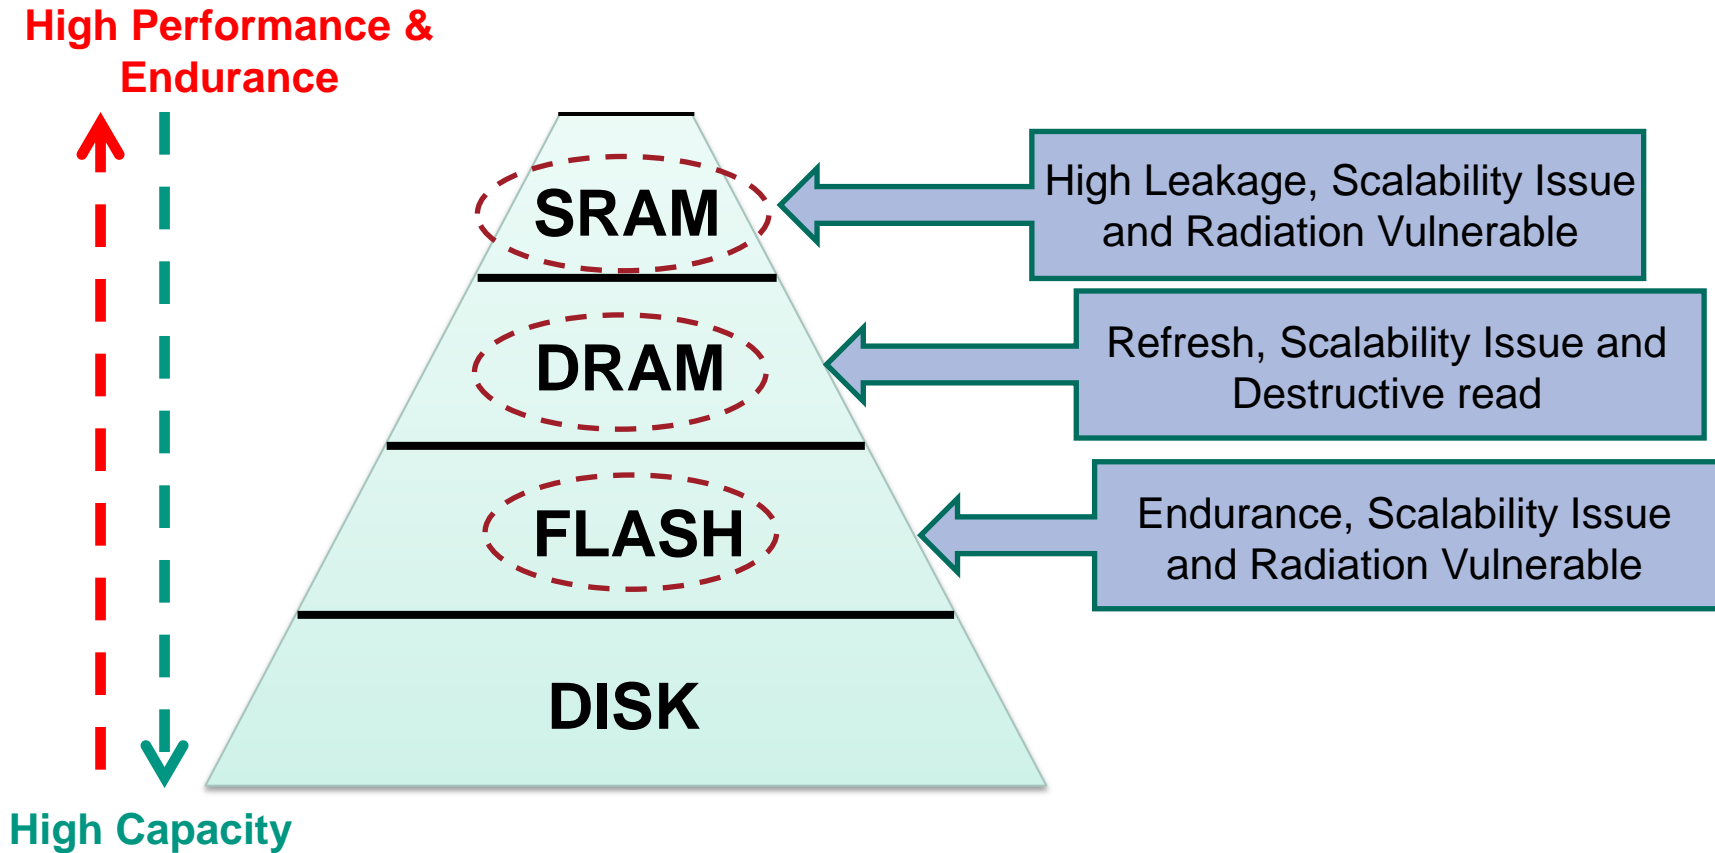 High Performance &
Endurance
SRAM
High Leakage, Scalability Issue
and Radiation Vulnerable
DRAM
Refresh, Scalability Issue and
Destructive read
FLASH
Endurance, Scalability Issue
and Radiation Vulnerable
DISK
High Capacity